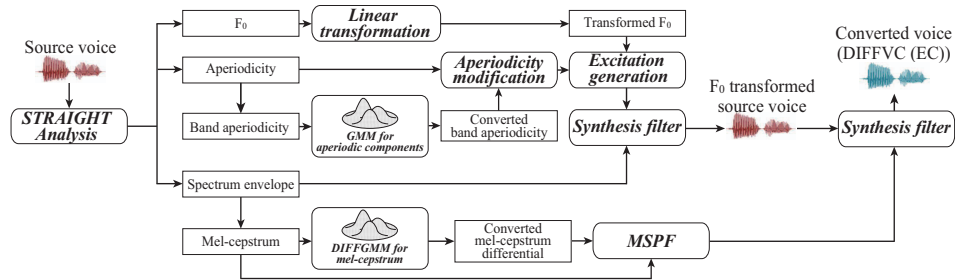 Source voice
STRAIGHT
Analysis
F₀
Linear
transformation
Transformed F₀
Aperiodicity
Aperiodicity
modification
Excitation
generation
Band aperiodicity
GMM for
aperiodic components
Converted
band aperiodicity
Synthesis filter
F₀ transformed
source voice
Converted voice
(DIFFVC (EC))
Synthesis filter
Spectrum envelope
Mel-cepstrum
DIFFGMM for
mel-cepstrum
Converted
mel-cepstrum
differential
MSPF